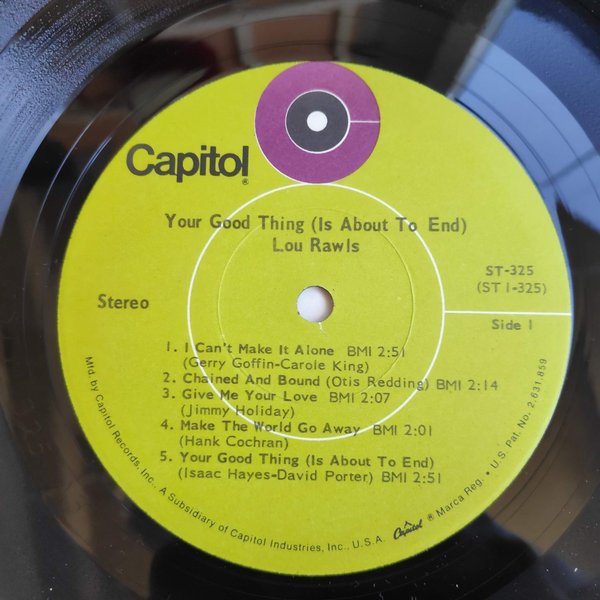 Capitol®
Your Good Thing (Is About To End)
Lou Rawls
ST-325
(ST 1-325)
Stereo
Side 1
1. I Can't Make It Alone BMI 2:51
(Gerry Goffin-Carole King)
2. Chained And Bound (Otis Redding) BMI 2:14
3. Give Me Your Love BMI 2:07
(Jimmy Holiday)
4. Make The World Go Away BMI 2:01
(Hank Cochran)
5. Your Good Thing (Is About To End)
(Isaac Hayes-David Porter) BMI 2:51
Mfd. by Capitol Records, Inc., A Subsidiary of Capitol Industries, Inc., U.S.A. Capitol ® Marca Reg. • U.S. Pat. No. 2,631,859